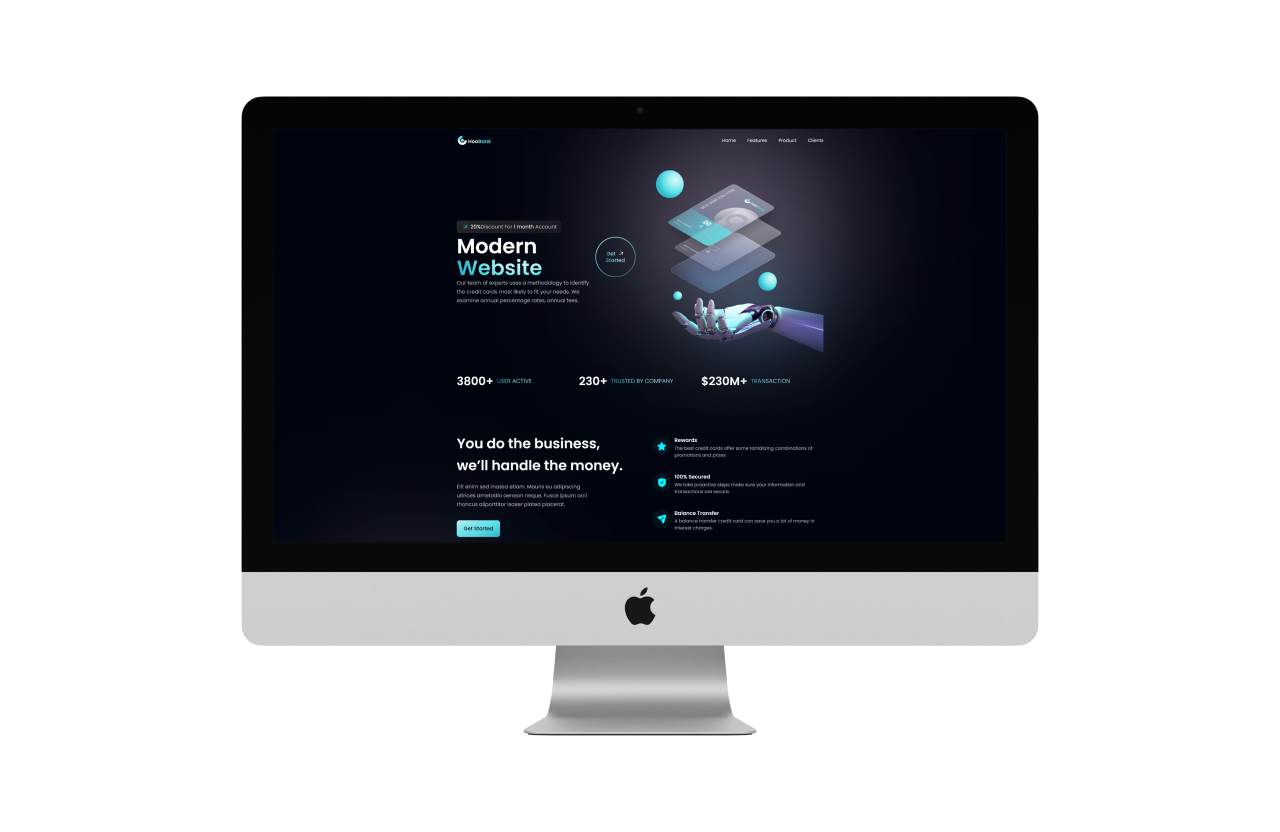 HooBank
Home Features Product Clients
20%Discount For 1 month Account
Modern
Website
Get
Started
Our team of experts uses a methodology to identify
the credit cards most likely to fit your needs. We
examine annual percentage rates, annual fees.
3800+ USER ACTIVE
230+ TRUSTED BY COMPANY
$230M+ TRANSACTION
You do the business,
we’ll handle the money.
Elit enim sed massa etiam. Mauris eu adipiscing
ultrices ametodio aenean neque. Fusce ipsum orci
rhoncus aliporttitor isaser platea placerat.
Get Started
Rewards
The best credit cards offer some tantalizing combinations of
promotions and prizes
100% Secured
We take proactive steps make sure your information and
transactions are secure.
Balance Transfer
A balance transfer credit card can save you a lot of money in
interest charges.